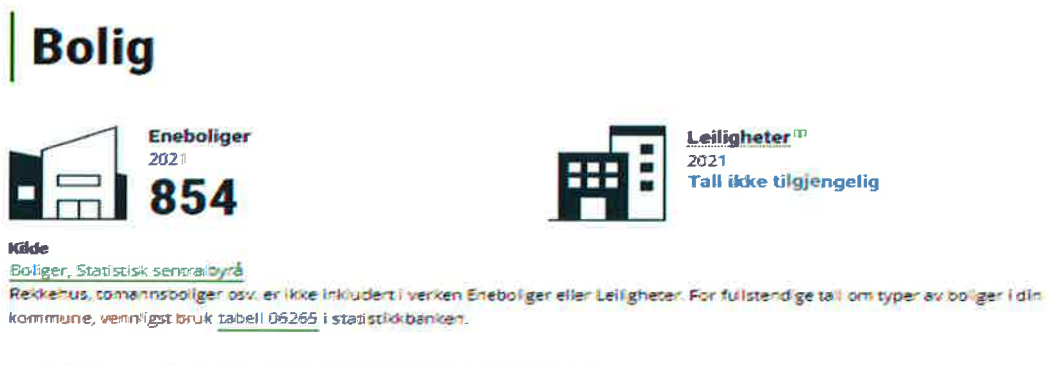 Bolig
Eneboliger
2021
854
Leiligheter
2021
Tall ikke tilgjengelig
Kilde
Boliger, Statistisk sentralbyrå
Rekkehus, tomannsboliger osv. er ikke inkludert i verken Eneboliger eller Leiligheter. For fullstendige tall om typer av boliger i din
kommune, vennligst bruk tabell 06265 i statistikkbanken.